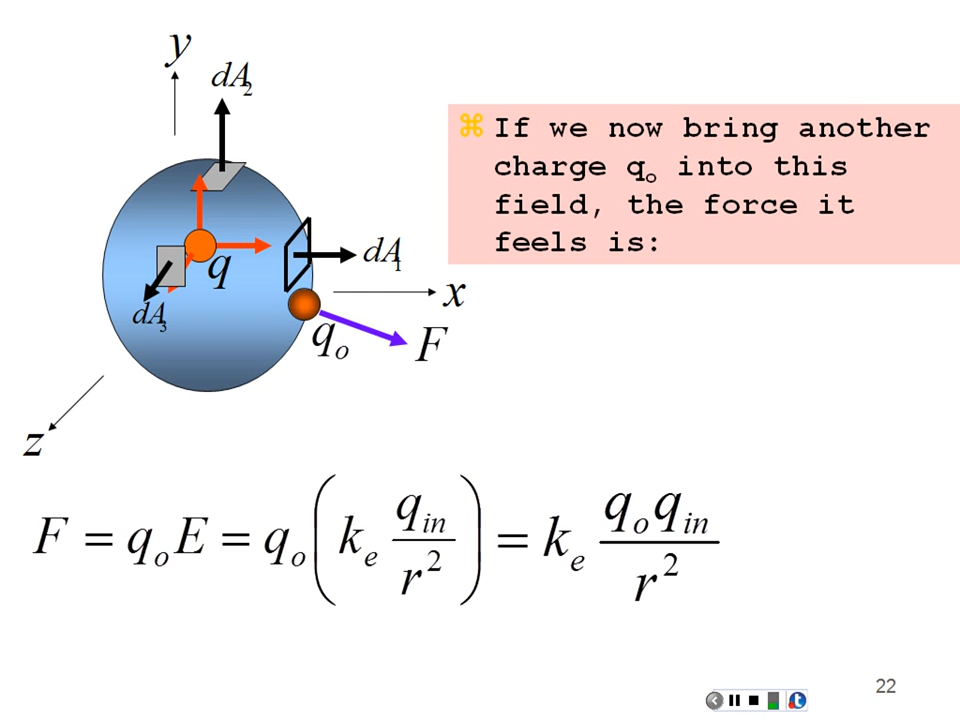 y
dA₂
⌘ If we now bring another
charge qₒ into this
field, the force it
feels is:
q
dA₁
x
dA₃
qₒ
F
z
F = qₒE = qₒ(kₑ qᵢₙ/r²) = kₑ qₒqᵢₙ/r²
22